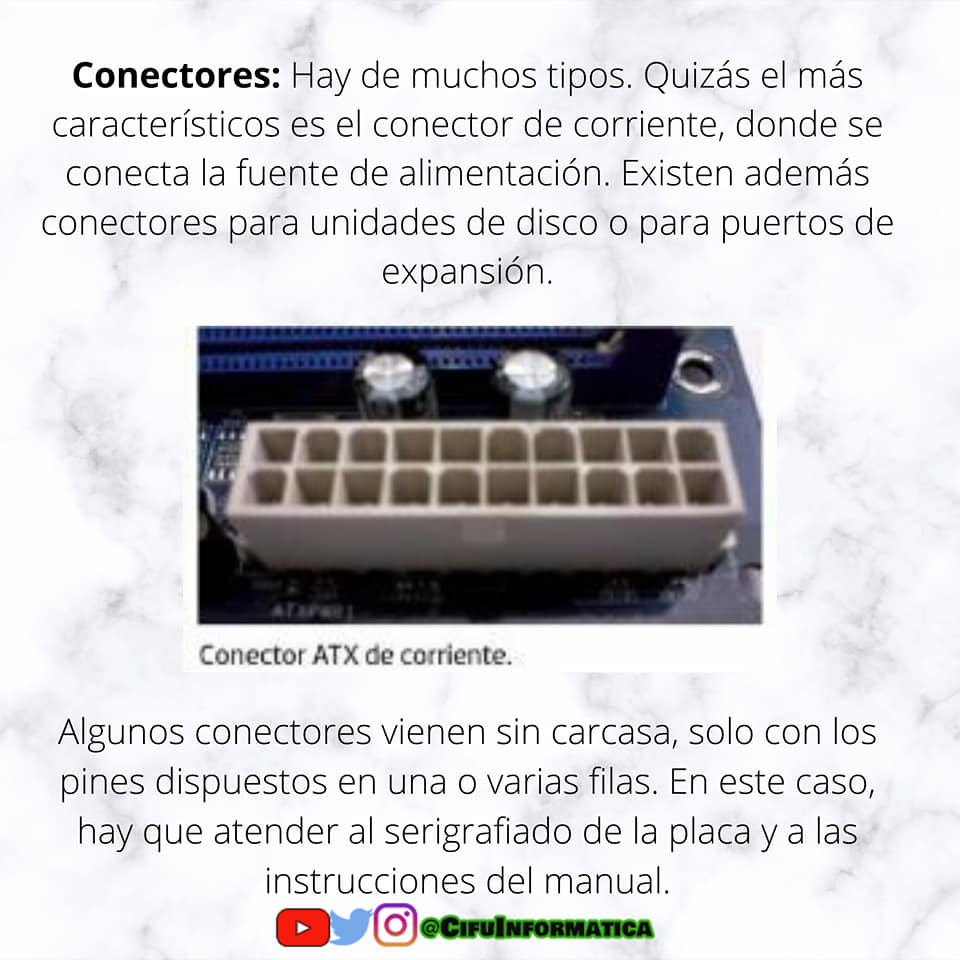 Conectores: Hay de muchos tipos. Quizás el más
característicos es el conector de corriente, donde se
conecta la fuente de alimentación. Existen además
conectores para unidades de disco o para puertos de
expansión.
ATXPWR1
Conector ATX de corriente.
Algunos conectores vienen sin carcasa, solo con los
pines dispuestos en una o varias filas. En este caso,
hay que atender al serigrafiado de la placa y a las
instrucciones del manual.
@CifuInformatica